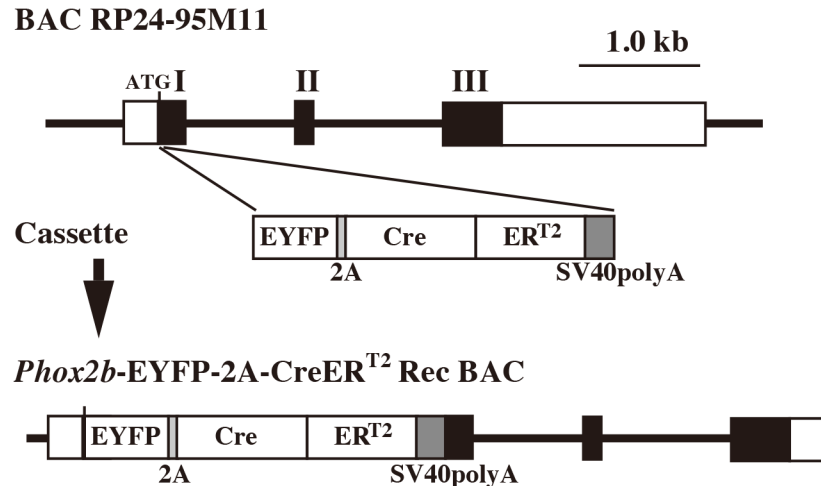 BAC RP24-95M11
1.0 kb
ATG I II III
EYFP Cre ER^T2
Cassette
2A SV40polyA
Phox2b-EYFP-2A-CreER^T2 Rec BAC
EYFP Cre ER^T2
2A SV40polyA